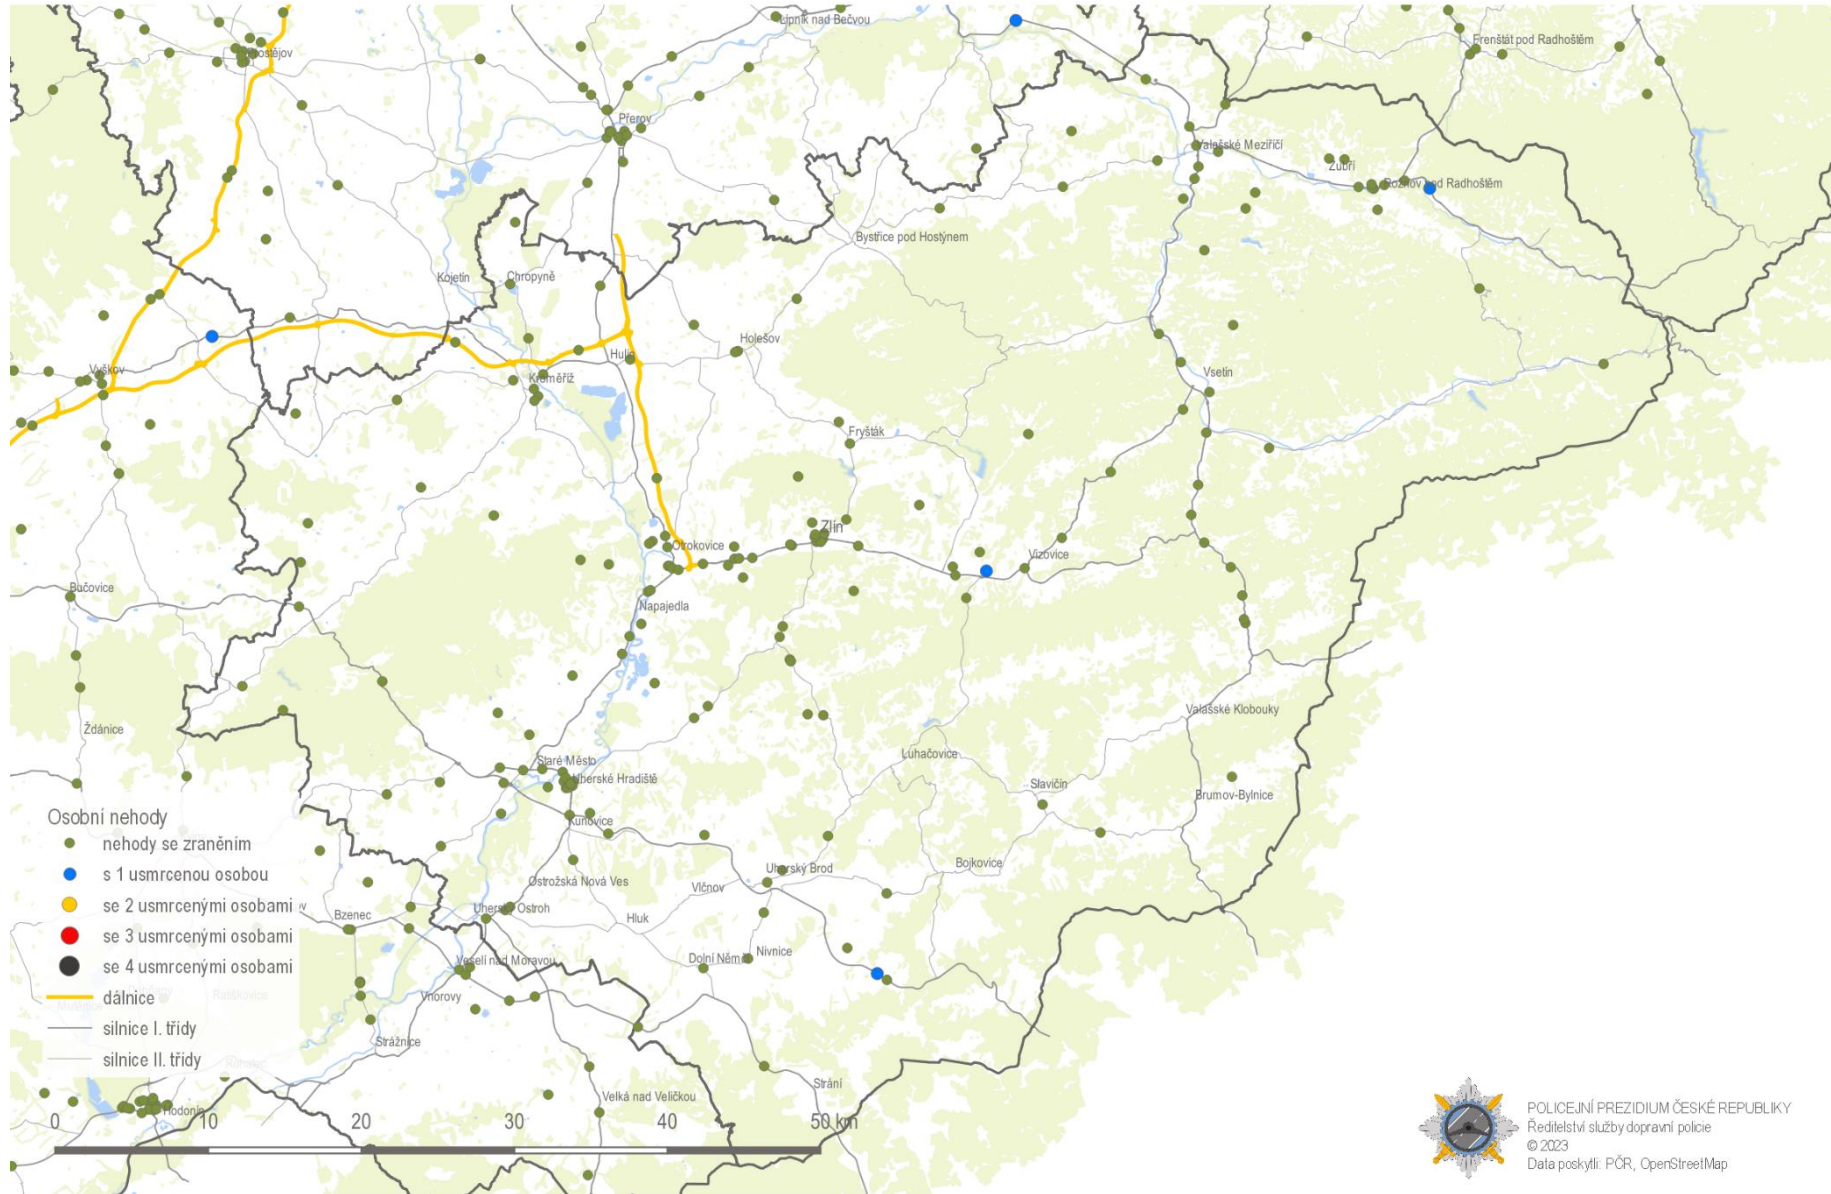 Lipník nad Bečvou
Frenštát pod Radhoštěm
Prostějov
Přerov
Valašské Meziříčí
Zubří
Rožnov pod Radhoštěm
Bystřice pod Hostýnem
Kojetín
Chropyně
Holešov
Hulín
Vyškov
Kroměříž
Vsetín
Fryšták
Zlín
Otrokovice
Vizovice
Bučovice
Napajedla
Ždánice
Valašské Klobouky
Luhačovice
Staré Město
Uherské Hradiště
Slavičín
Brumov-Bylnice
Kunovice
Bojkovice
Uherský Brod
Ostrožská Nová Ves
Vlčnov
Uherský Ostroh
Hluk
Bzenec
Nivnice
Dolní Němčí
Veselí nad Moravou
Vnorovy
Strážnice
Strání
Velká nad Veličkou
Hodonín
Osobní nehody
nehody se zraněním
s 1 usmrcenou osobou
se 2 usmrcenými osobami
se 3 usmrcenými osobami
se 4 usmrcenými osobami
dálnice
silnice I. třídy
silnice II. třídy
Ratíškovice
0 10 20 30 40 50 km
POLICEJNÍ PREZIDIUM ČESKÉ REPUBLIKY
Ředitelství služby dopravní policie
© 2023
Data poskytli: PČR, OpenStreetMap